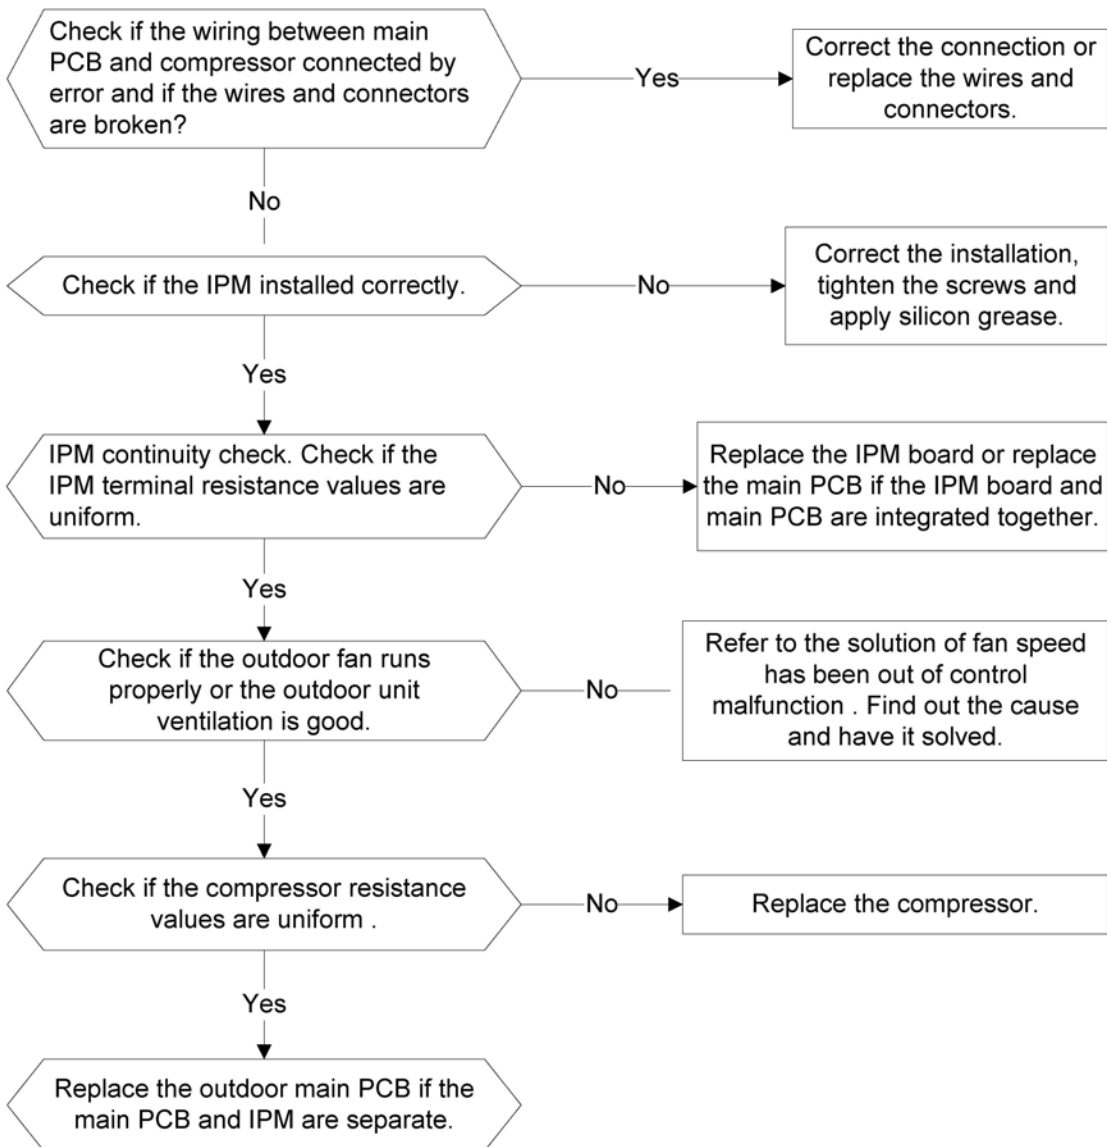 Check if the wiring between main
PCB and compressor connected by
error and if the wires and connectors
are broken?
Yes
Correct the connection or
replace the wires and
connectors.
No
Check if the IPM installed correctly.
No
Correct the installation,
tighten the screws and
apply silicon grease.
Yes
IPM continuity check. Check if the
IPM terminal resistance values are
uniform.
No
Replace the IPM board or replace
the main PCB if the IPM board and
main PCB are integrated together.
Yes
Check if the outdoor fan runs
properly or the outdoor unit
ventilation is good.
No
Refer to the solution of fan speed
has been out of control
malfunction . Find out the cause
and have it solved.
Yes
Check if the compressor resistance
values are uniform .
No
Replace the compressor.
Yes
Replace the outdoor main PCB if the
main PCB and IPM are separate.